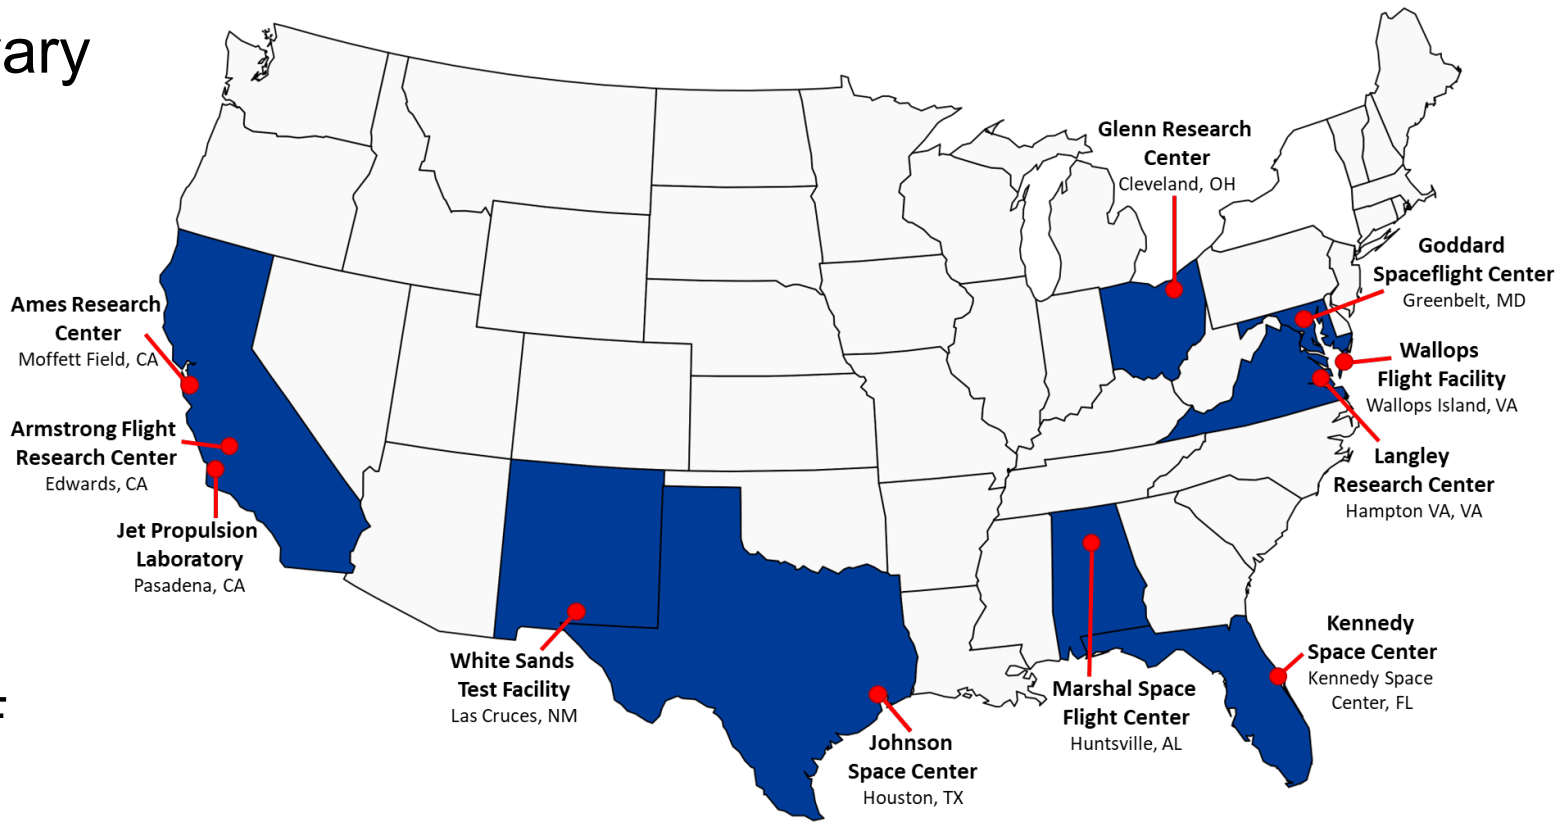 ary
Glenn Research
Center
Cleveland, OH
Goddard
Spaceflight Center
Greenbelt, MD
Ames Research
Center
Moffett Field, CA
Wallops
Flight Facility
Wallops Island, VA
Armstrong Flight
Research Center
Edwards, CA
Langley
Research Center
Hampton VA, VA
Jet Propulsion
Laboratory
Pasadena, CA
Kennedy
Space Center
Kennedy Space
Center, FL
White Sands
Test Facility
Las Cruces, NM
Marshal Space
Flight Center
Huntsville, AL
Johnson
Space Center
Houston, TX